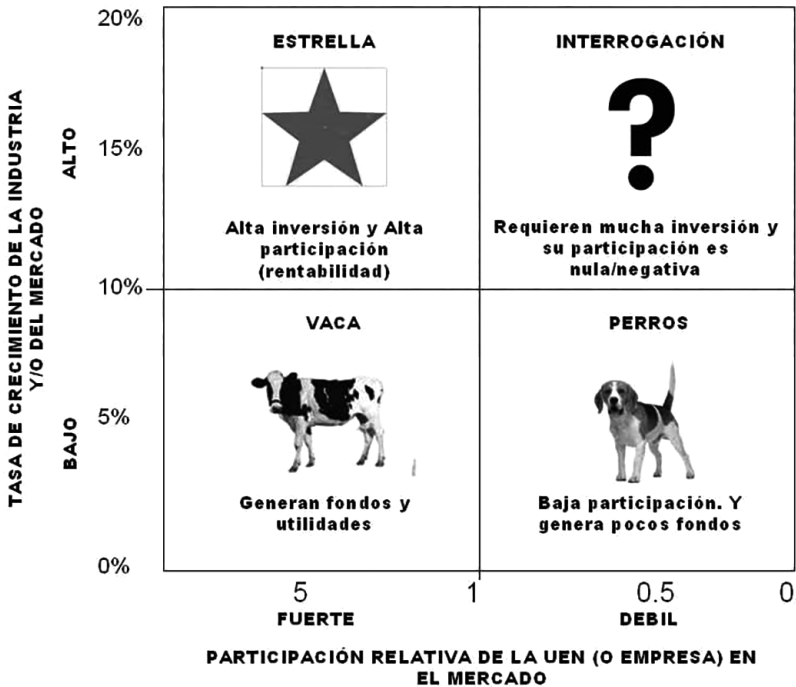 TASA DE CRECIMIENTO DE LA INDUSTRIA
Y/O DEL MERCADO
ALTO
BAJO
20%
15%
10%
5%
0%
ESTRELLA
Alta inversión y Alta
participación
(rentabilidad)
INTERROGACIÓN
?
Requieren mucha inversión y
su participación es
nula/negativa
VACA
Generan fondos y
utilidades
PERROS
Baja participación. Y
genera pocos fondos
5
1
0.5
0
FUERTE
DEBIL
PARTICIPACIÓN RELATIVA DE LA UEN (O EMPRESA) EN
EL MERCADO